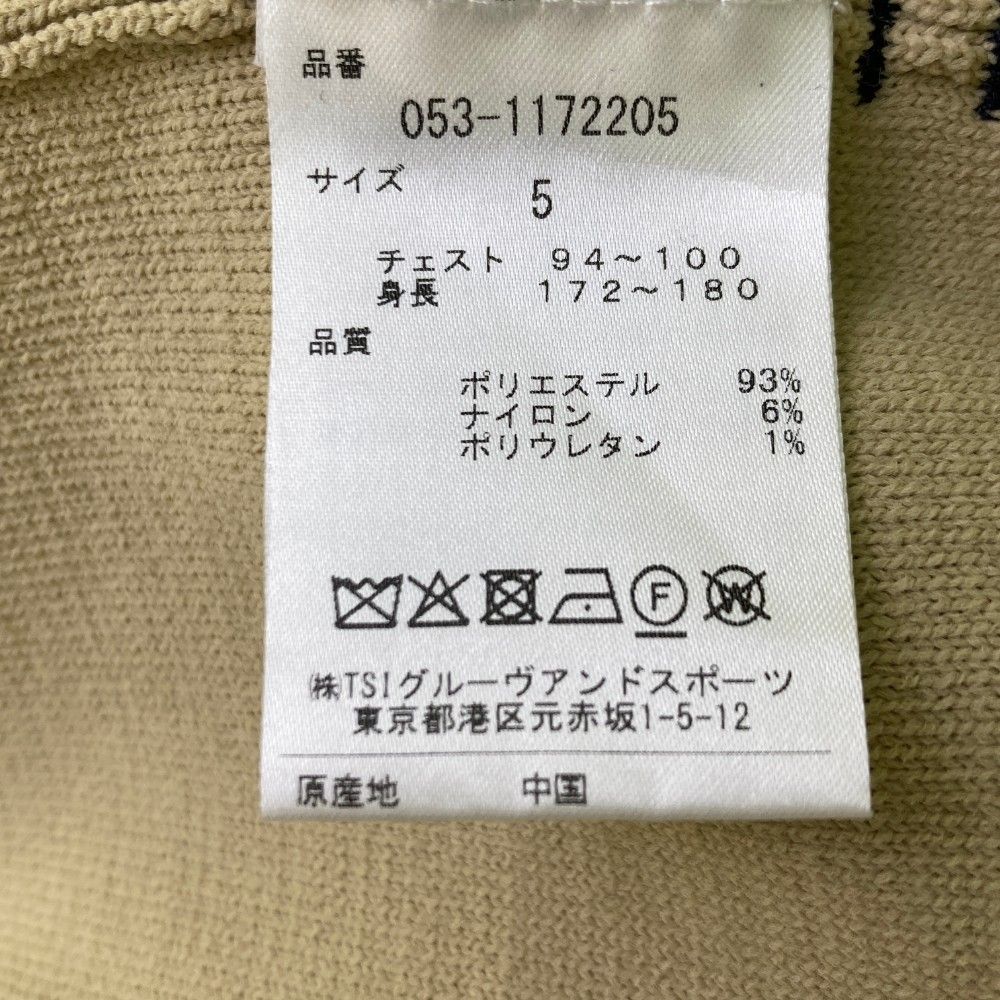 品番
053-1172205
サイズ 5
チェスト 94～100
身長 172～180
品質
ポリエステル 93%
ナイロン 6%
ポリウレタン 1%
F W
㈱TSIグルーヴアンドスポーツ
東京都港区元赤坂1-5-12
原産地 中国